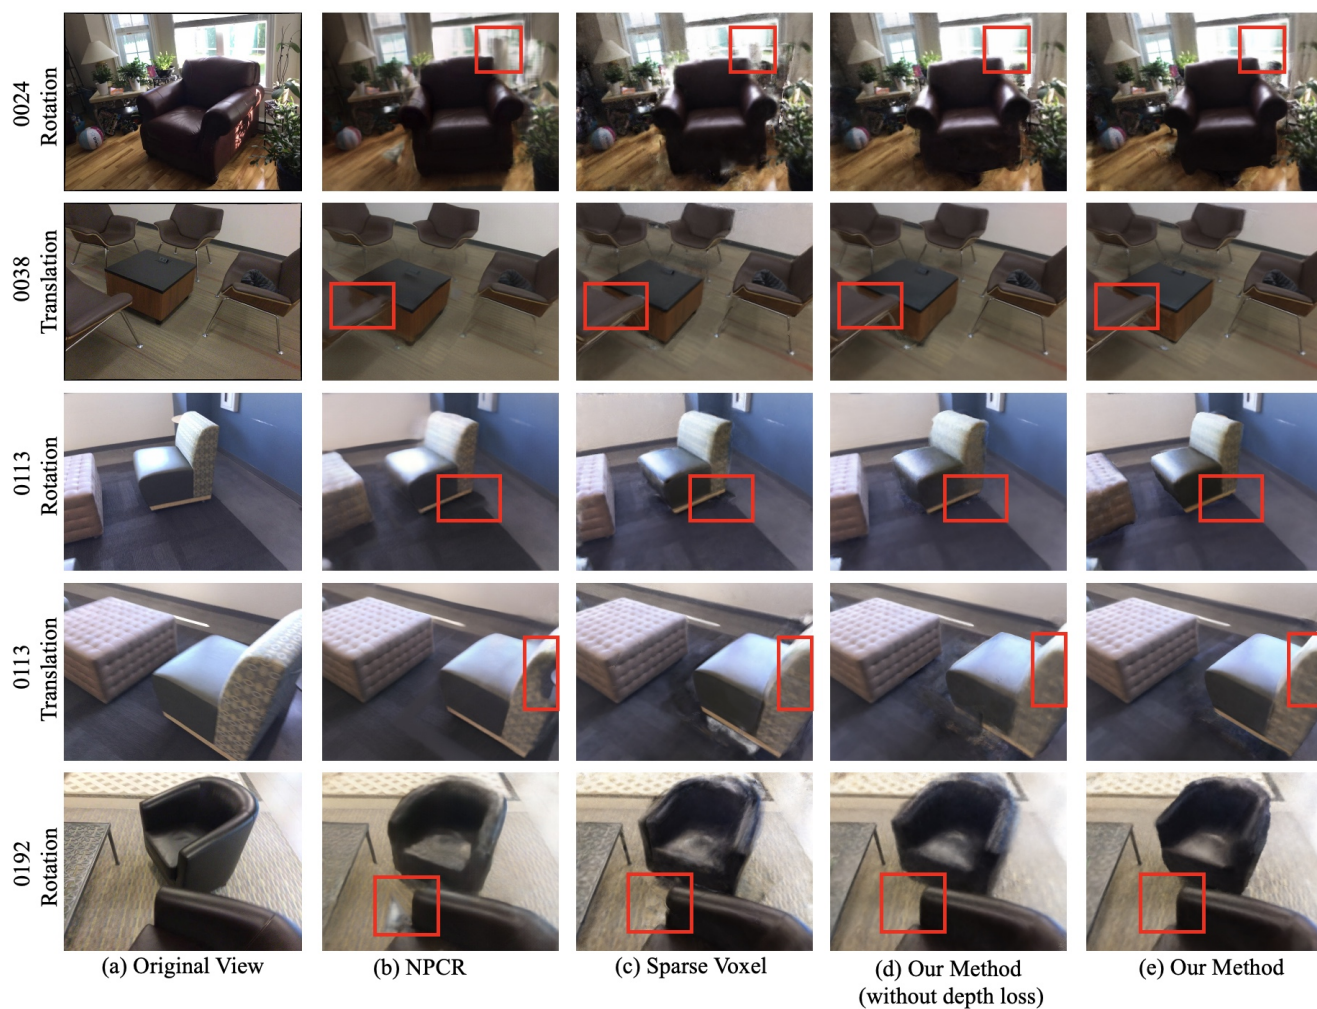 0024
Rotation
0038
Translation
0113
Rotation
0113
Translation
0192
Rotation
(a) Original View
(b) NPCR
(c) Sparse Voxel
(d) Our Method
(without depth loss)
(e) Our Method